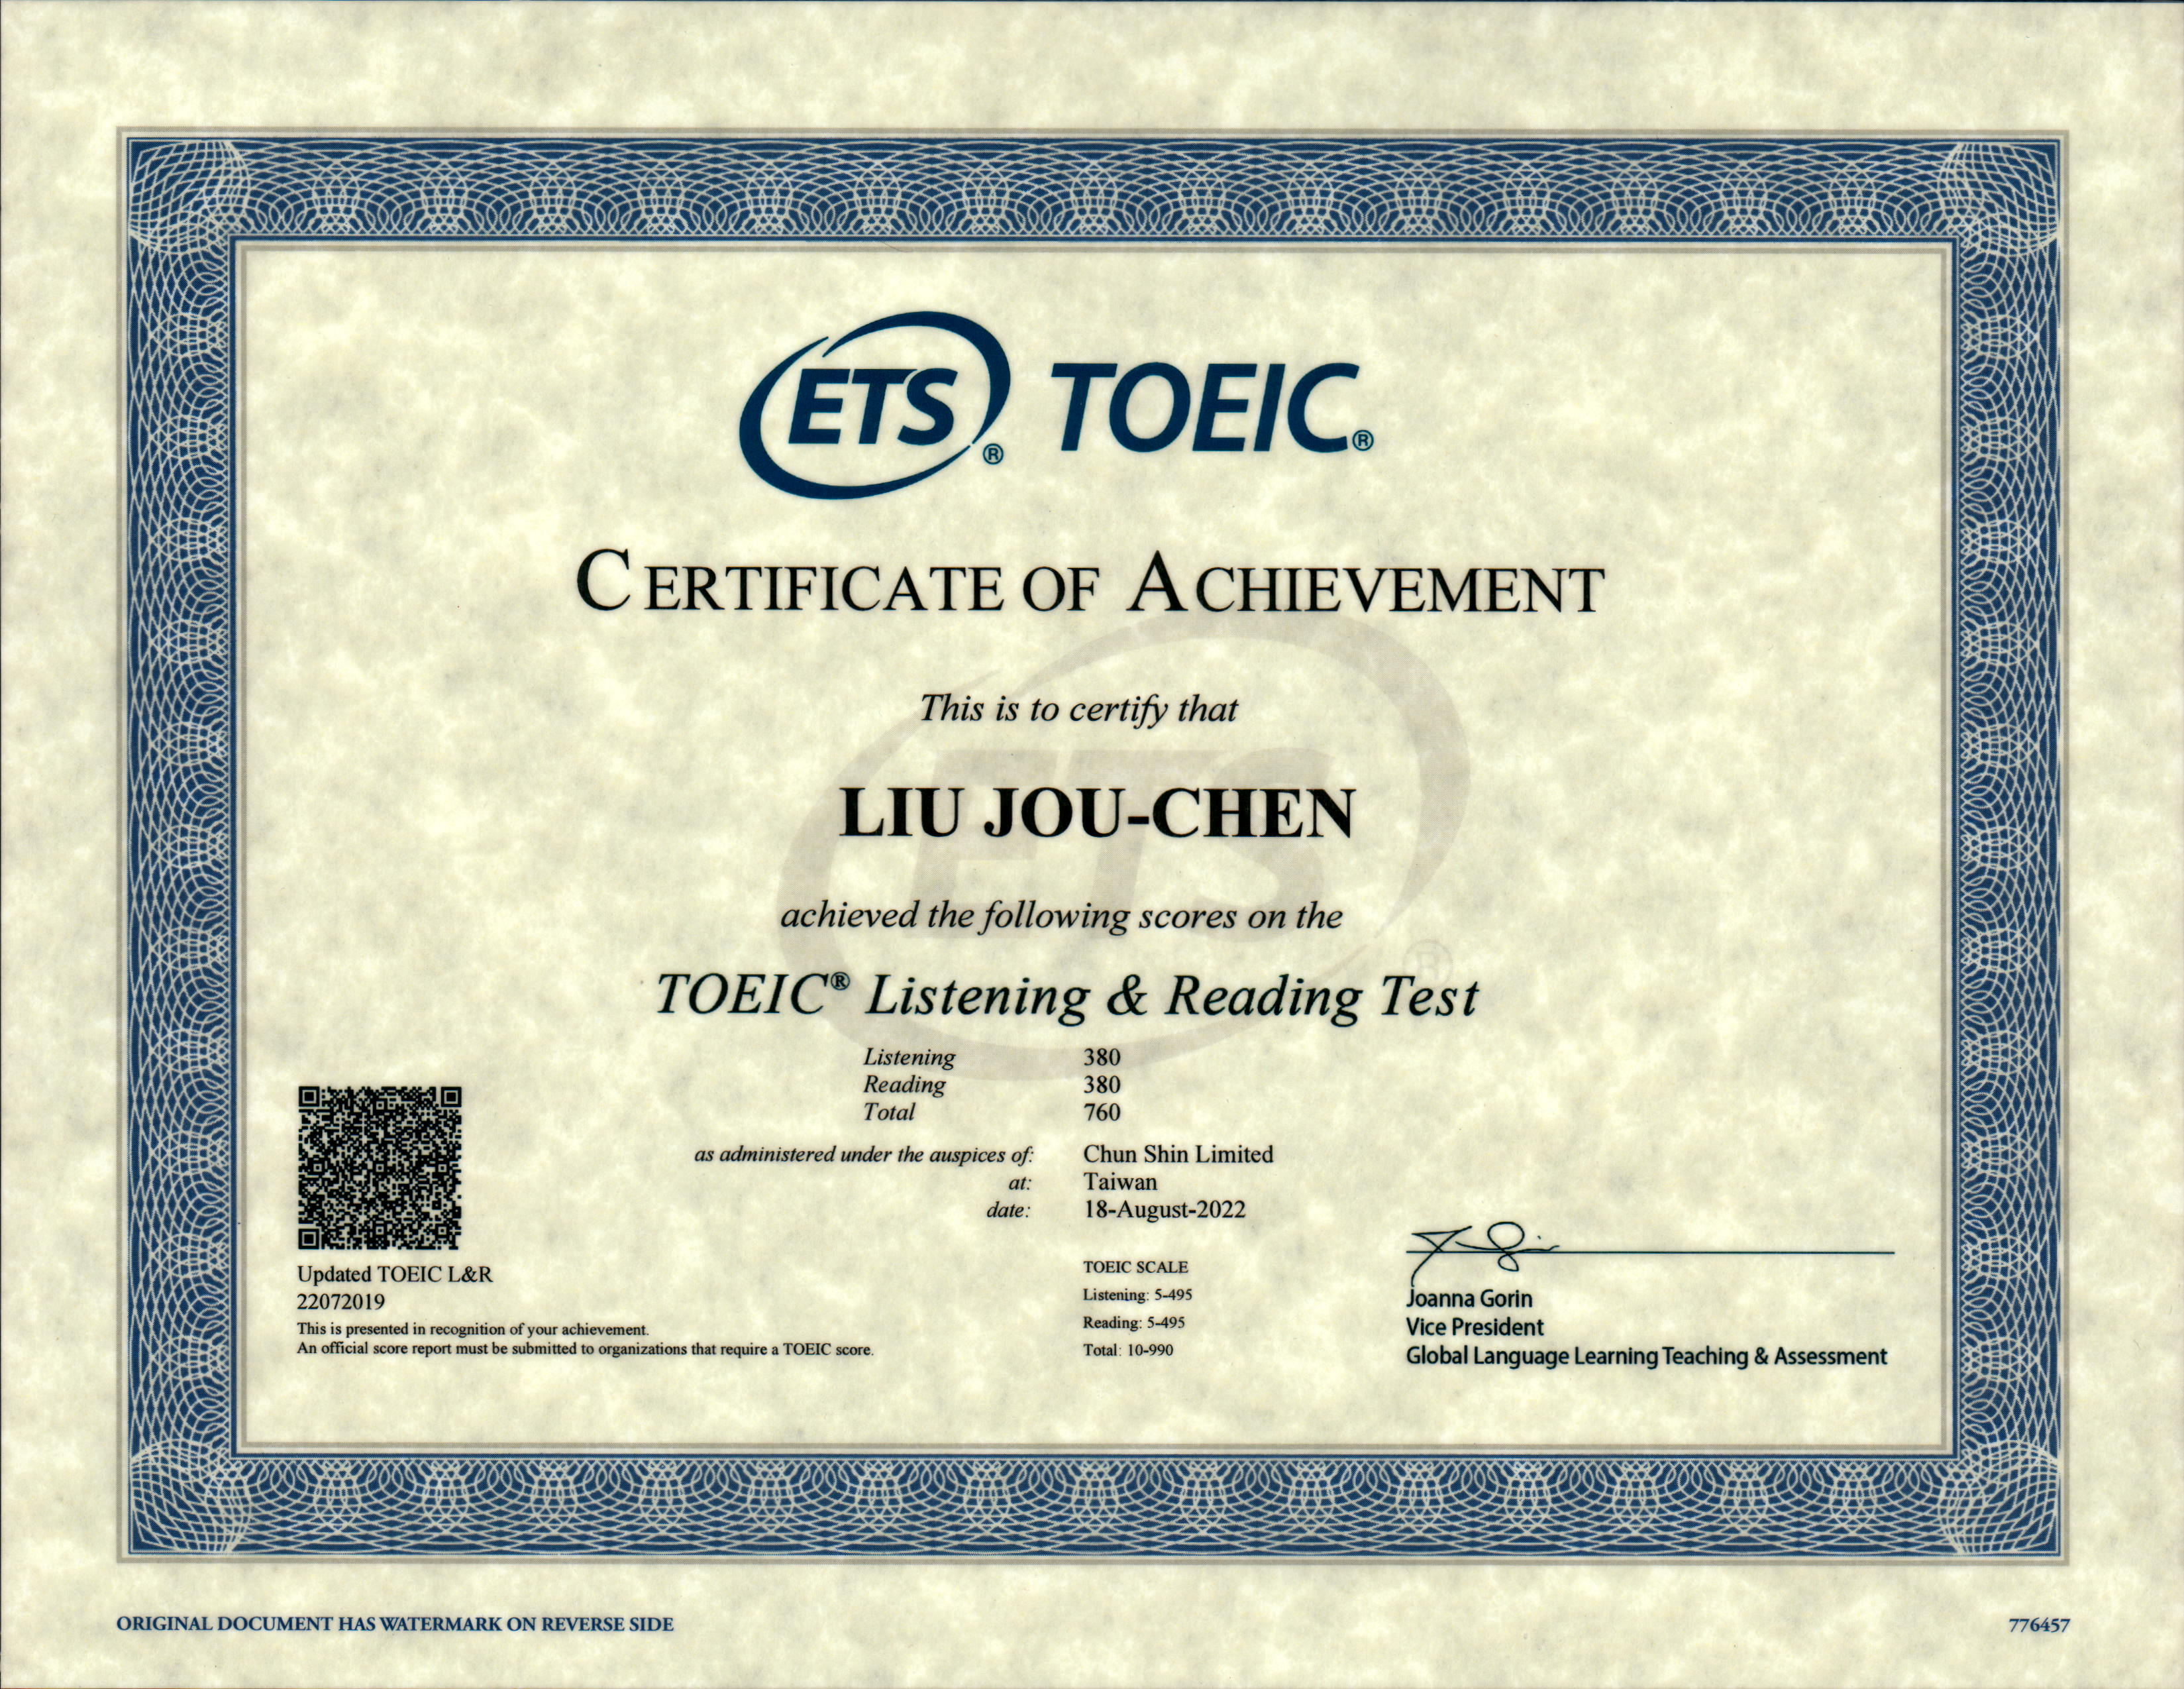 ETS® TOEIC®
CERTIFICATE OF ACHIEVEMENT
This is to certify that
LIU JOU-CHEN
achieved the following scores on the
TOEIC® Listening & Reading Test
Listening 380
Reading 380
Total 760
as administered under the auspices of: Chun Shin Limited
at: Taiwan
date: 18-August-2022
Updated TOEIC L&R
22072019
This is presented in recognition of your achievement.
An official score report must be submitted to organizations that require a TOEIC score.
TOEIC SCALE
Listening: 5-495
Reading: 5-495
Total: 10-990
Joanna Gorin
Vice President
Global Language Learning Teaching & Assessment
ORIGINAL DOCUMENT HAS WATERMARK ON REVERSE SIDE
776457
ETS®